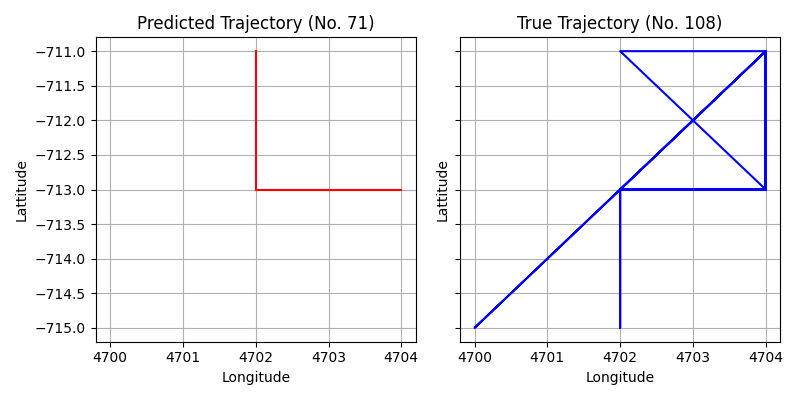 Predicted Trajectory (No. 71)
−711.0
−711.5
−712.0
−712.5
−713.0
−713.5
−714.0
−714.5
−715.0
Lattitude
4700 4701 4702 4703 4704
Longitude
True Trajectory (No. 108)
Lattitude
4700 4701 4702 4703 4704
Longitude